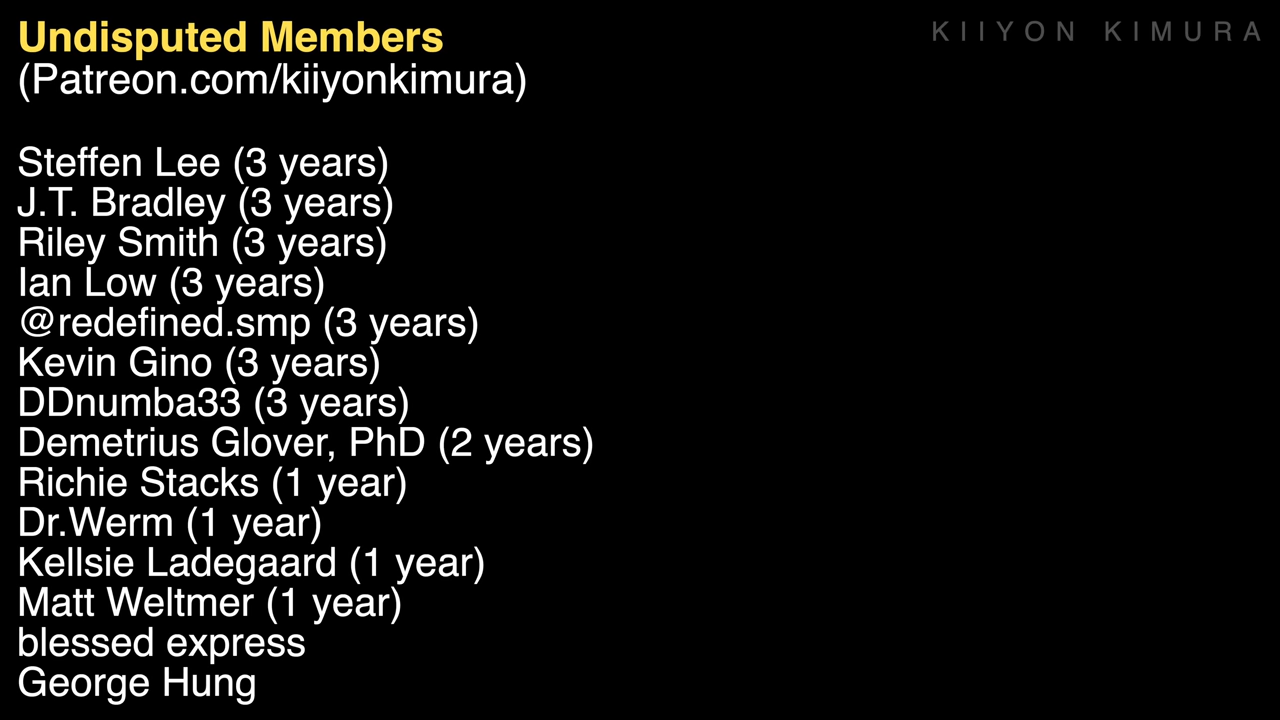 Undisputed Members
KIIYON KIMURA
(Patreon.com/kiiyonkimura)
Steffen Lee (3 years)
J.T. Bradley (3 years)
Riley Smith (3 years)
Ian Low (3 years)
@redefined.smp (3 years)
Kevin Gino (3 years)
DDnumba33 (3 years)
Demetrius Glover, PhD (2 years)
Richie Stacks (1 year)
Dr.Werm (1 year)
Kellsie Ladegaard (1 year)
Matt Weltmer (1 year)
blessed express
George Hung